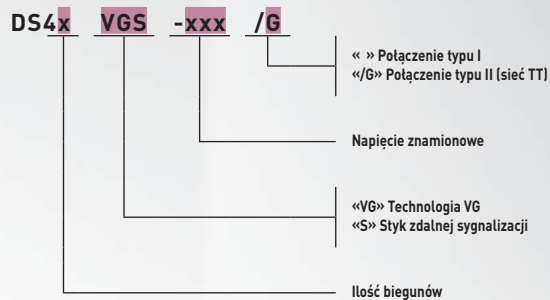 DS4x VGS -xxx /G
« » Połączenie typu I
«/G» Połączenie typu II (sieć TT)
Napięcie znamionowe
«VG» Technologia VG
«S» Styk zdalnej sygnalizacji
Ilość biegunów